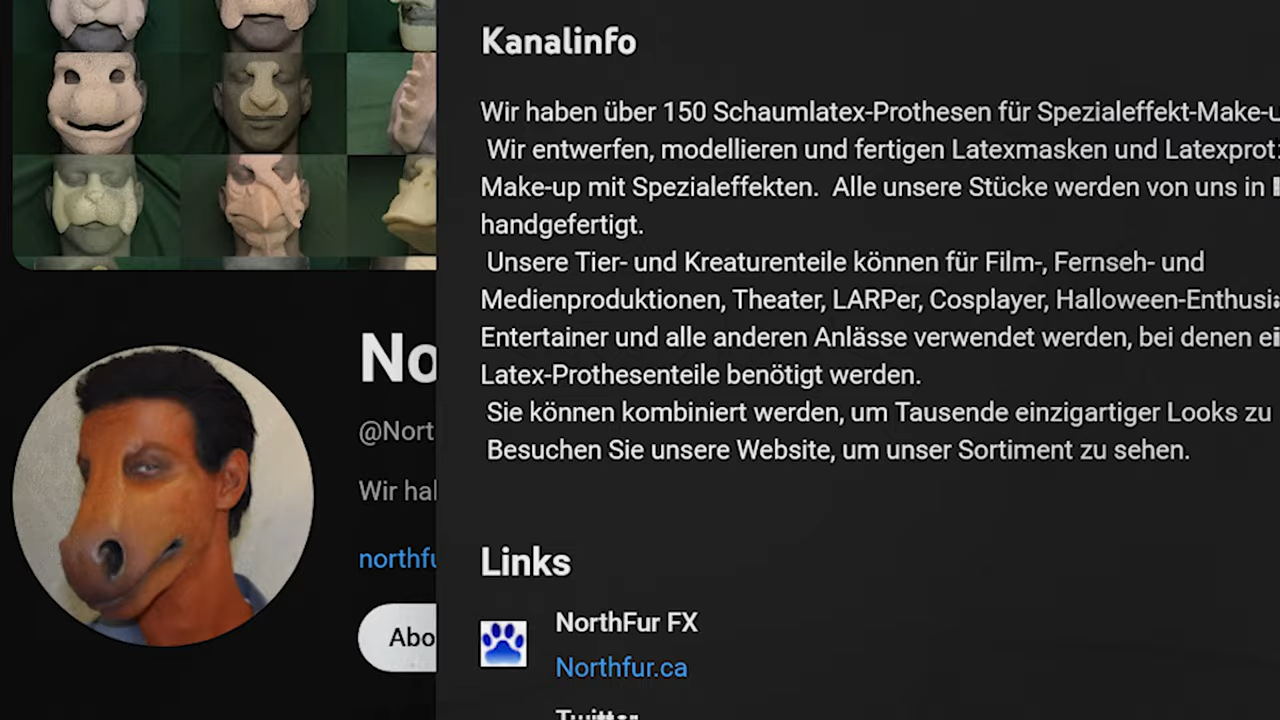 Kanalinfo
Wir haben über 150 Schaumlatex-Prothesen für Spezialeffekt-Make-u
Wir entwerfen, modellieren und fertigen Latexmasken und Latexprot
Make-up mit Spezialeffekten. Alle unsere Stücke werden von uns in
handgefertigt.
Unsere Tier- und Kreaturenteile können für Film-, Fernseh- und
Medienproduktionen, Theater, LARPer, Cosplayer, Halloween-Enthusia
Entertainer und alle anderen Anlässe verwendet werden, bei denen ei
Latex-Prothesenteile benötigt werden.
Sie können kombiniert werden, um Tausende einzigartiger Looks zu
Besuchen Sie unsere Website, um unser Sortiment zu sehen.
Links
NorthFur FX
Northfur.ca
Twitter
No
@Nort
Wir hal
northfu
Abo